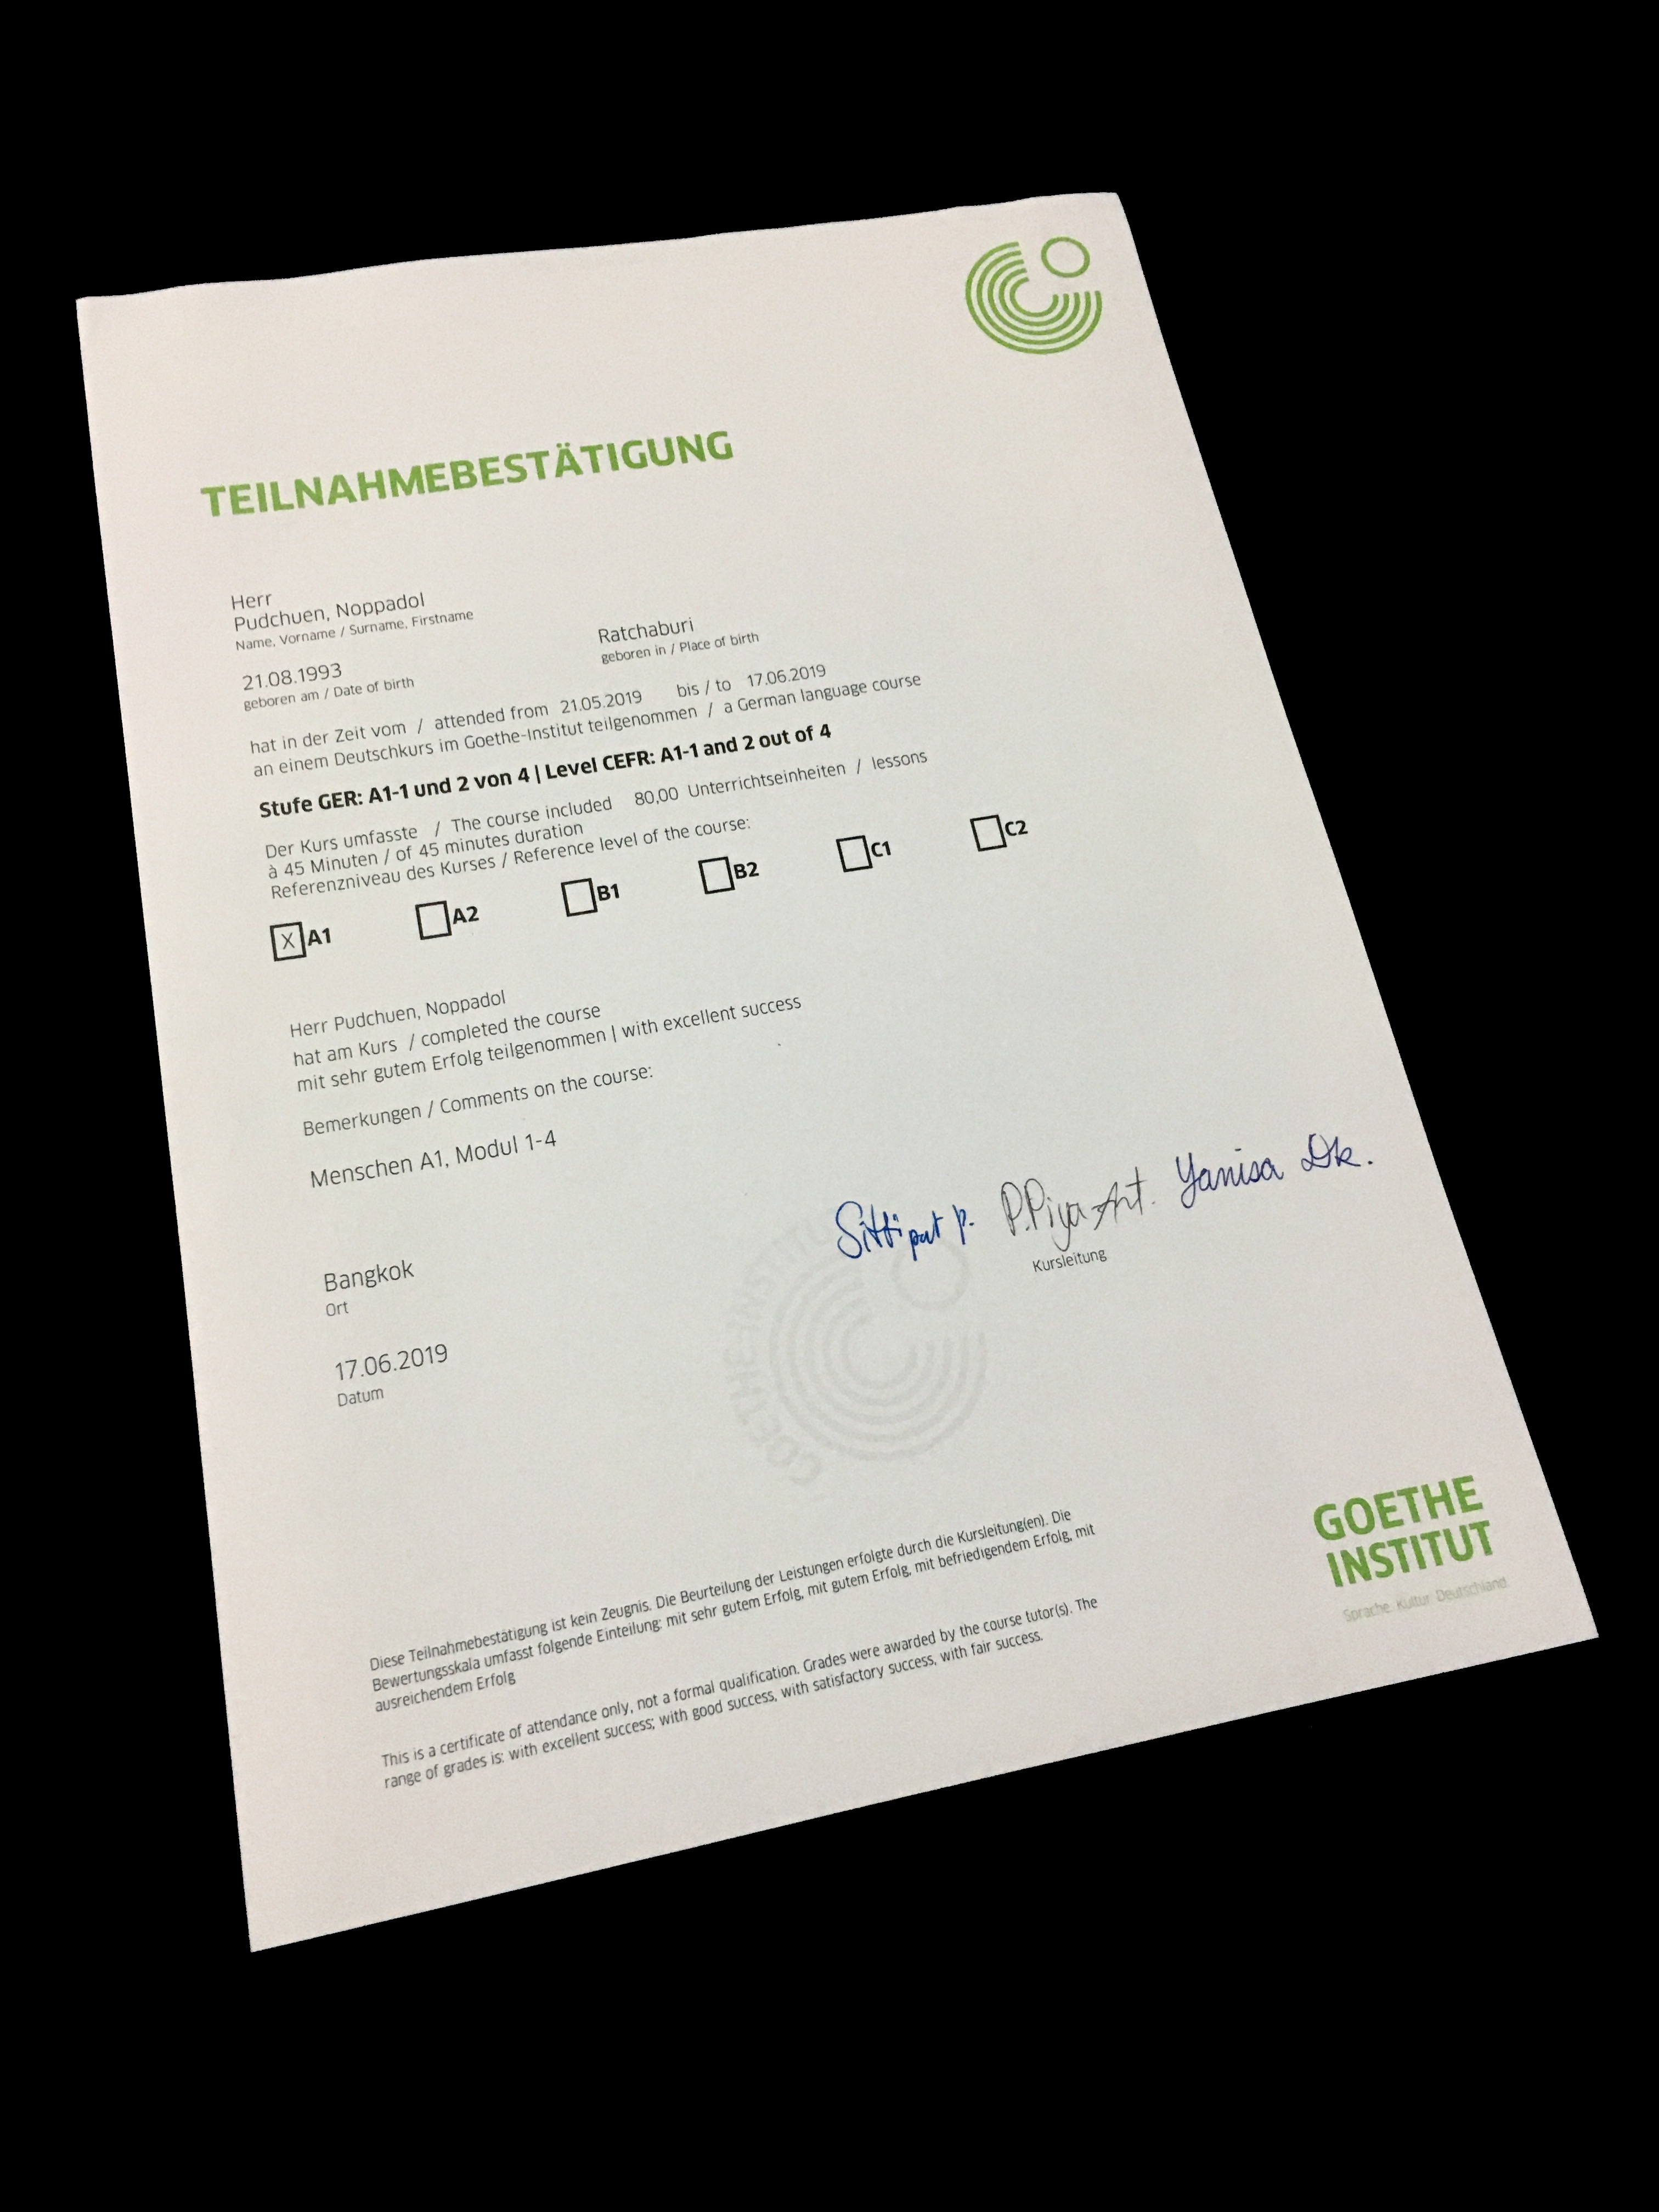 TEILNAHMEBESTÄTIGUNG
Herr
Pudchuen, Noppadol
Name, Vorname / Surname, Firstname
21.08.1993
geboren am / Date of birth
Ratchaburi
geboren in / Place of birth
hat in der Zeit vom / attended from 21.05.2019 bis / to 17.06.2019
an einem Deutschkurs im Goethe-Institut teilgenommen / a German language course
Stufe GER: A1-1 und 2 von 4 | Level CEFR: A1-1 and 2 out of 4
Der Kurs umfasste / The course included 80,00 Unterrichtseinheiten / lessons
à 45 Minuten / of 45 minutes duration
Referenzniveau des Kurses / Reference level of the course:
X A1 A2 B1 B2 C1 C2
Herr Pudchuen, Noppadol
hat am Kurs / completed the course
mit sehr gutem Erfolg teilgenommen | with excellent success
Bemerkungen / Comments on the course:
Menschen A1, Modul 1-4
Sittipat P. P.Piya-Art. Yanisa Dk.
Kursleitung
Bangkok
Ort
17.06.2019
Datum
GOETHE INSTITU
Diese Teilnahmebestätigung ist kein Zeugnis. Die Beurteilung der Leistungen erfolgte durch die Kursleitung(en). Die
Bewertungsskala umfasst folgende Einteilung: mit sehr gutem Erfolg, mit gutem Erfolg, mit befriedigendem Erfolg, mit
ausreichendem Erfolg
This is a certificate of attendance only, not a formal qualification. Grades were awarded by the course tutor(s). The
range of grades is: with excellent success; with good success, with satisfactory success, with fair success.
GOETHE
INSTITUT
Sprache. Kultur. Deutschland.